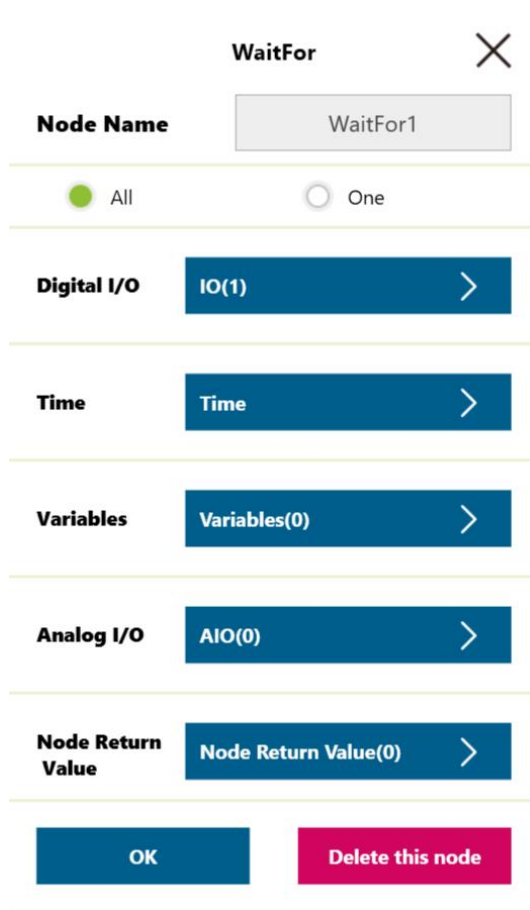 WaitFor
Node Name WaitFor1
All One
Digital I/O IO(1)
Time Time
Variables Variables(0)
Analog I/O AIO(0)
Node Return
Value
Node Return Value(0)
OK Delete this node